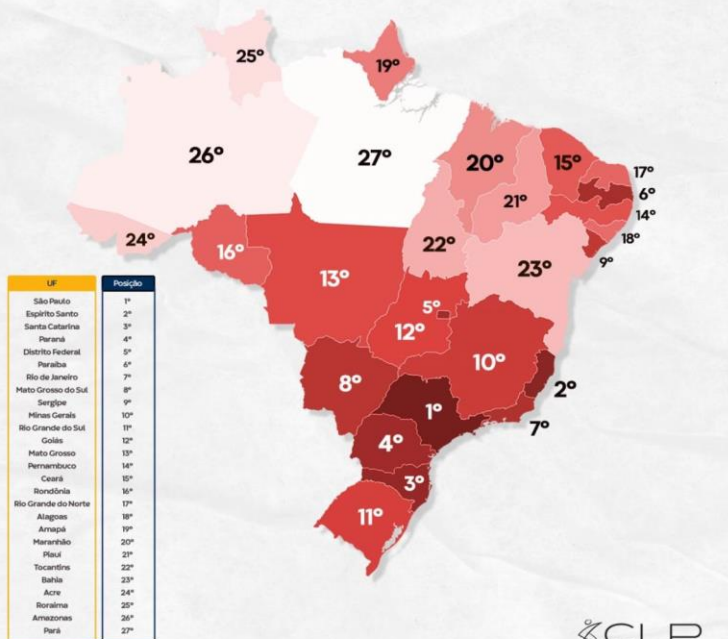 25º
19º
26º
27º
20º
15º
17º
6º
21º
14º
24º
16º
22º
18º
23º
9º
13º
5º
12º
10º
8º
2º
1º
7º
4º
3º
11º
UF Posição
São Paulo 1º
Espírito Santo 2º
Santa Catarina 3º
Paraná 4º
Distrito Federal 5º
Paraíba 6º
Rio de Janeiro 7º
Mato Grosso do Sul 8º
Sergipe 9º
Minas Gerais 10º
Rio Grande do Sul 11º
Goiás 12º
Mato Grosso 13º
Pernambuco 14º
Ceará 15º
Rondônia 16º
Rio Grande do Norte 17º
Alagoas 18º
Amapá 19º
Maranhão 20º
Piauí 21º
Tocantins 22º
Bahia 23º
Acre 24º
Roraima 25º
Amazonas 26º
Pará 27º
CLP